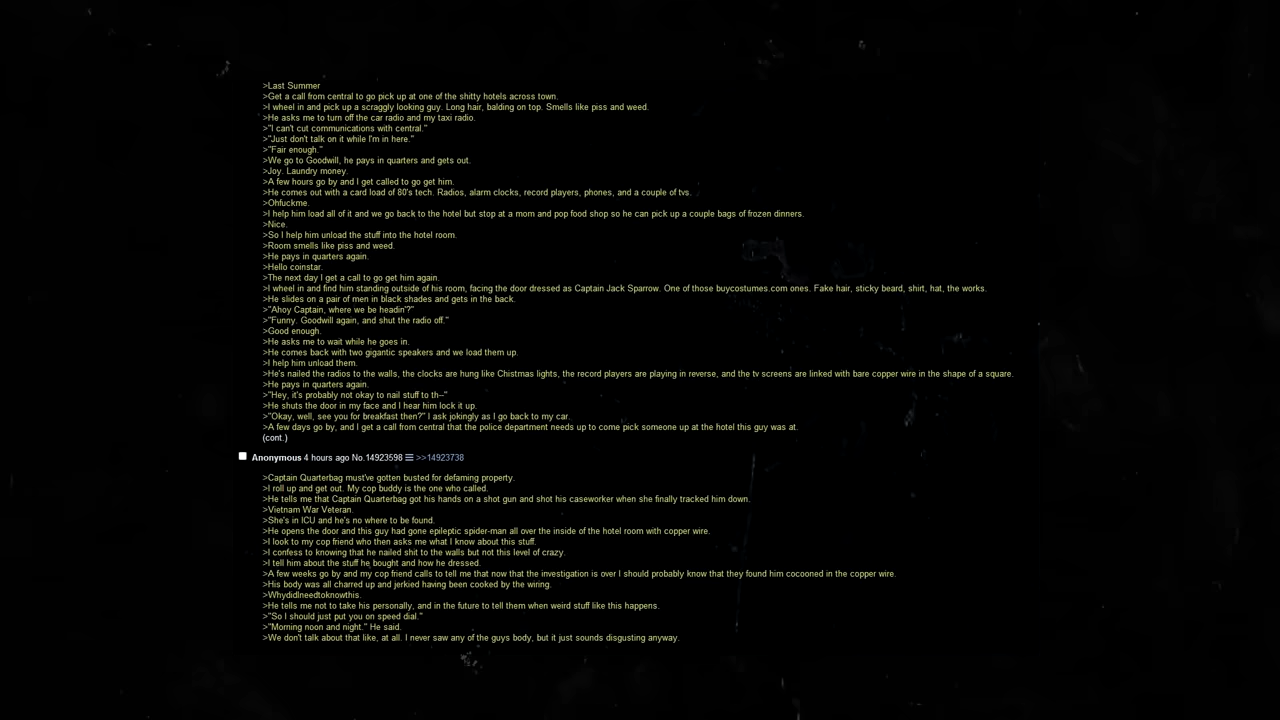 >Last Summer
>Get a call from central to go pick up at one of the shitty hotels across town.
>I wheel in and pick up a scraggly looking guy. Long hair, balding on top. Smells like piss and weed.
>He asks me to turn off the car radio and my taxi radio.
>"I can't cut communications with central."
>"Just don't talk on it while I'm in here."
>"Fair enough."
>We go to Goodwill, he pays in quarters and gets out.
>Joy. Laundry money.
>A few hours go by and I get called to go get him.
>He comes out with a card load of 80's tech. Radios, alarm clocks, record players, phones, and a couple of tvs.
>Ohfuckme.
>I help him load all of it and we go back to the hotel but stop at a mom and pop food shop so he can pick up a couple bags of frozen dinners.
>Nice.
>So I help him unload the stuff into the hotel room.
>Room smells like piss and weed.
>He pays in quarters again.
>Hello coinstar.
>The next day I get a call to go get him again.
>I wheel in and find him standing outside of his room, facing the door dressed as Captain Jack Sparrow. One of those buycostumes.com ones. Fake hair, sticky beard, shirt, hat, the works.
>He slides on a pair of men in black shades and gets in the back.
>"Ahoy Captain, where we be headin'?"
>"Funny. Goodwill again, and shut the radio off."
>Good enough.
>He asks me to wait while he goes in.
>He comes back with two gigantic speakers and we load them up.
>I help him unload them.
>He's nailed the radios to the walls, the clocks are hung like Chistmas lights, the record players are playing in reverse, and the tv screens are linked with bare copper wire in the shape of a square.
>He pays in quarters again.
>"Hey, it's probably not okay to nail stuff to th--"
>He shuts the door in my face and I hear him lock it up.
>"Okay, well, see you for breakfast then?" I ask jokingly as I go back to my car.
>A few days go by, and I get a call from central that the police department needs up to come pick someone up at the hotel this guy was at.
(cont.)
Anonymous 4 hours ago No.14923598 ☰ >>14923738
>Captain Quarterbag must've gotten busted for defaming property.
>I roll up and get out. My cop buddy is the one who called.
>He tells me that Captain Quarterbag got his hands on a shot gun and shot his caseworker when she finally tracked him down.
>Vietnam War Veteran.
>She's in ICU and he's no where to be found.
>He opens the door and this guy had gone epileptic spider-man all over the inside of the hotel room with copper wire.
>I look to my cop friend who then asks me what I know about this stuff.
>I confess to knowing that he nailed shit to the walls but not this level of crazy.
>I tell him about the stuff he bought and how he dressed.
>A few weeks go by and my cop friend calls to tell me that now that the investigation is over I should probably know that they found him cocooned in the copper wire.
>His body was all charred up and jerkied having been cooked by the wiring.
>WhydidIneedtoknowthis.
>He tells me not to take his personally, and in the future to tell them when weird stuff like this happens.
>"So I should just put you on speed dial."
>"Morning noon and night." He said.
>We don't talk about that like, at all. I never saw any of the guys body, but it just sounds disgusting anyway.